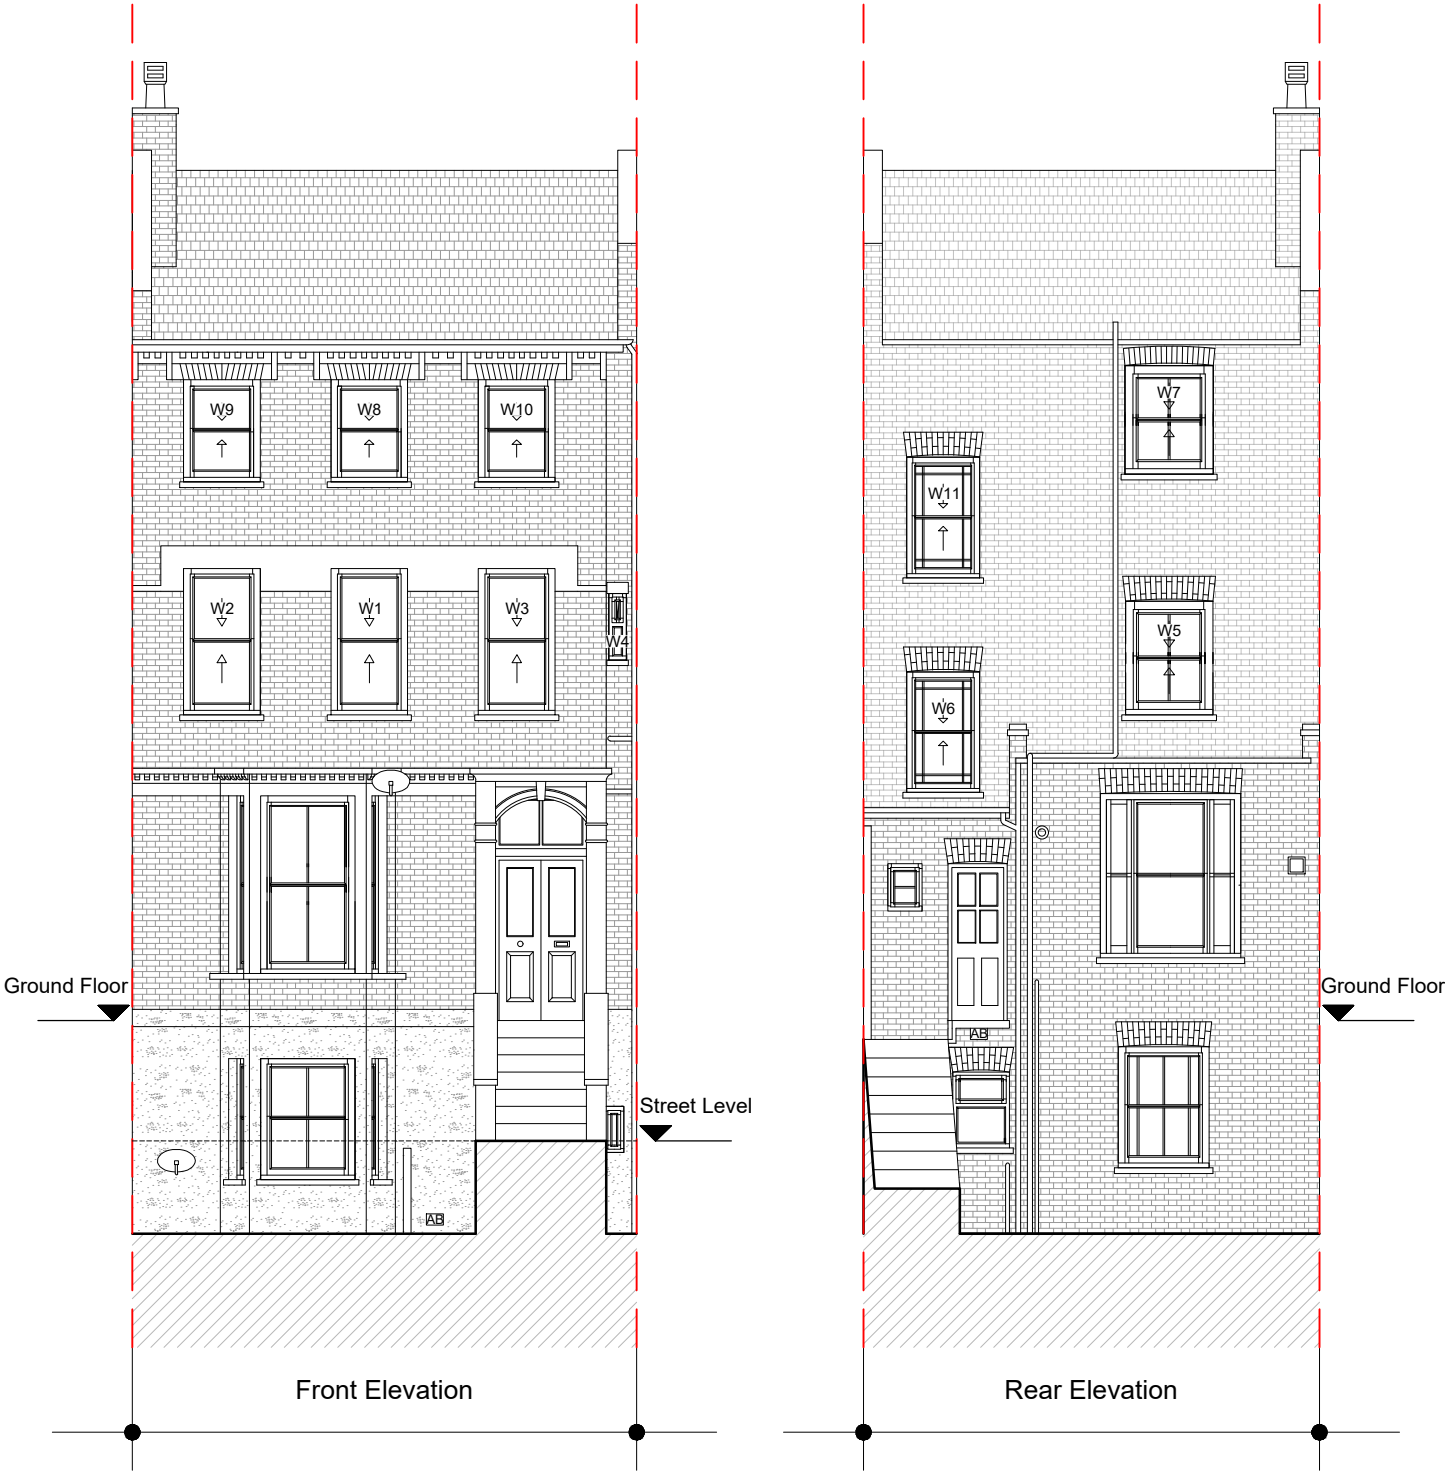 W9
W8
W10
W7
W11
W2
W1
W3
W4
W5
W6
Ground Floor
Ground Floor
AB
Street Level
AB
Front Elevation
Rear Elevation